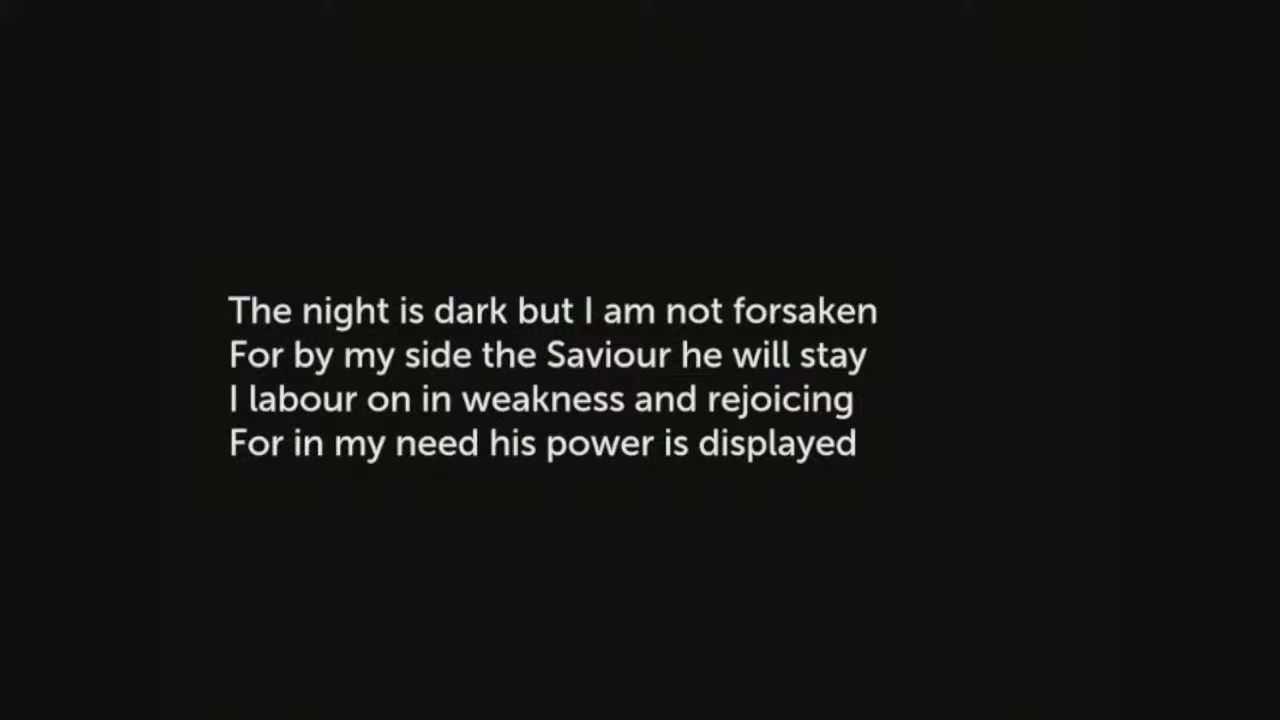 The night is dark but I am not forsaken
For by my side the Saviour he will stay
I labour on in weakness and rejoicing
For in my need his power is displayed